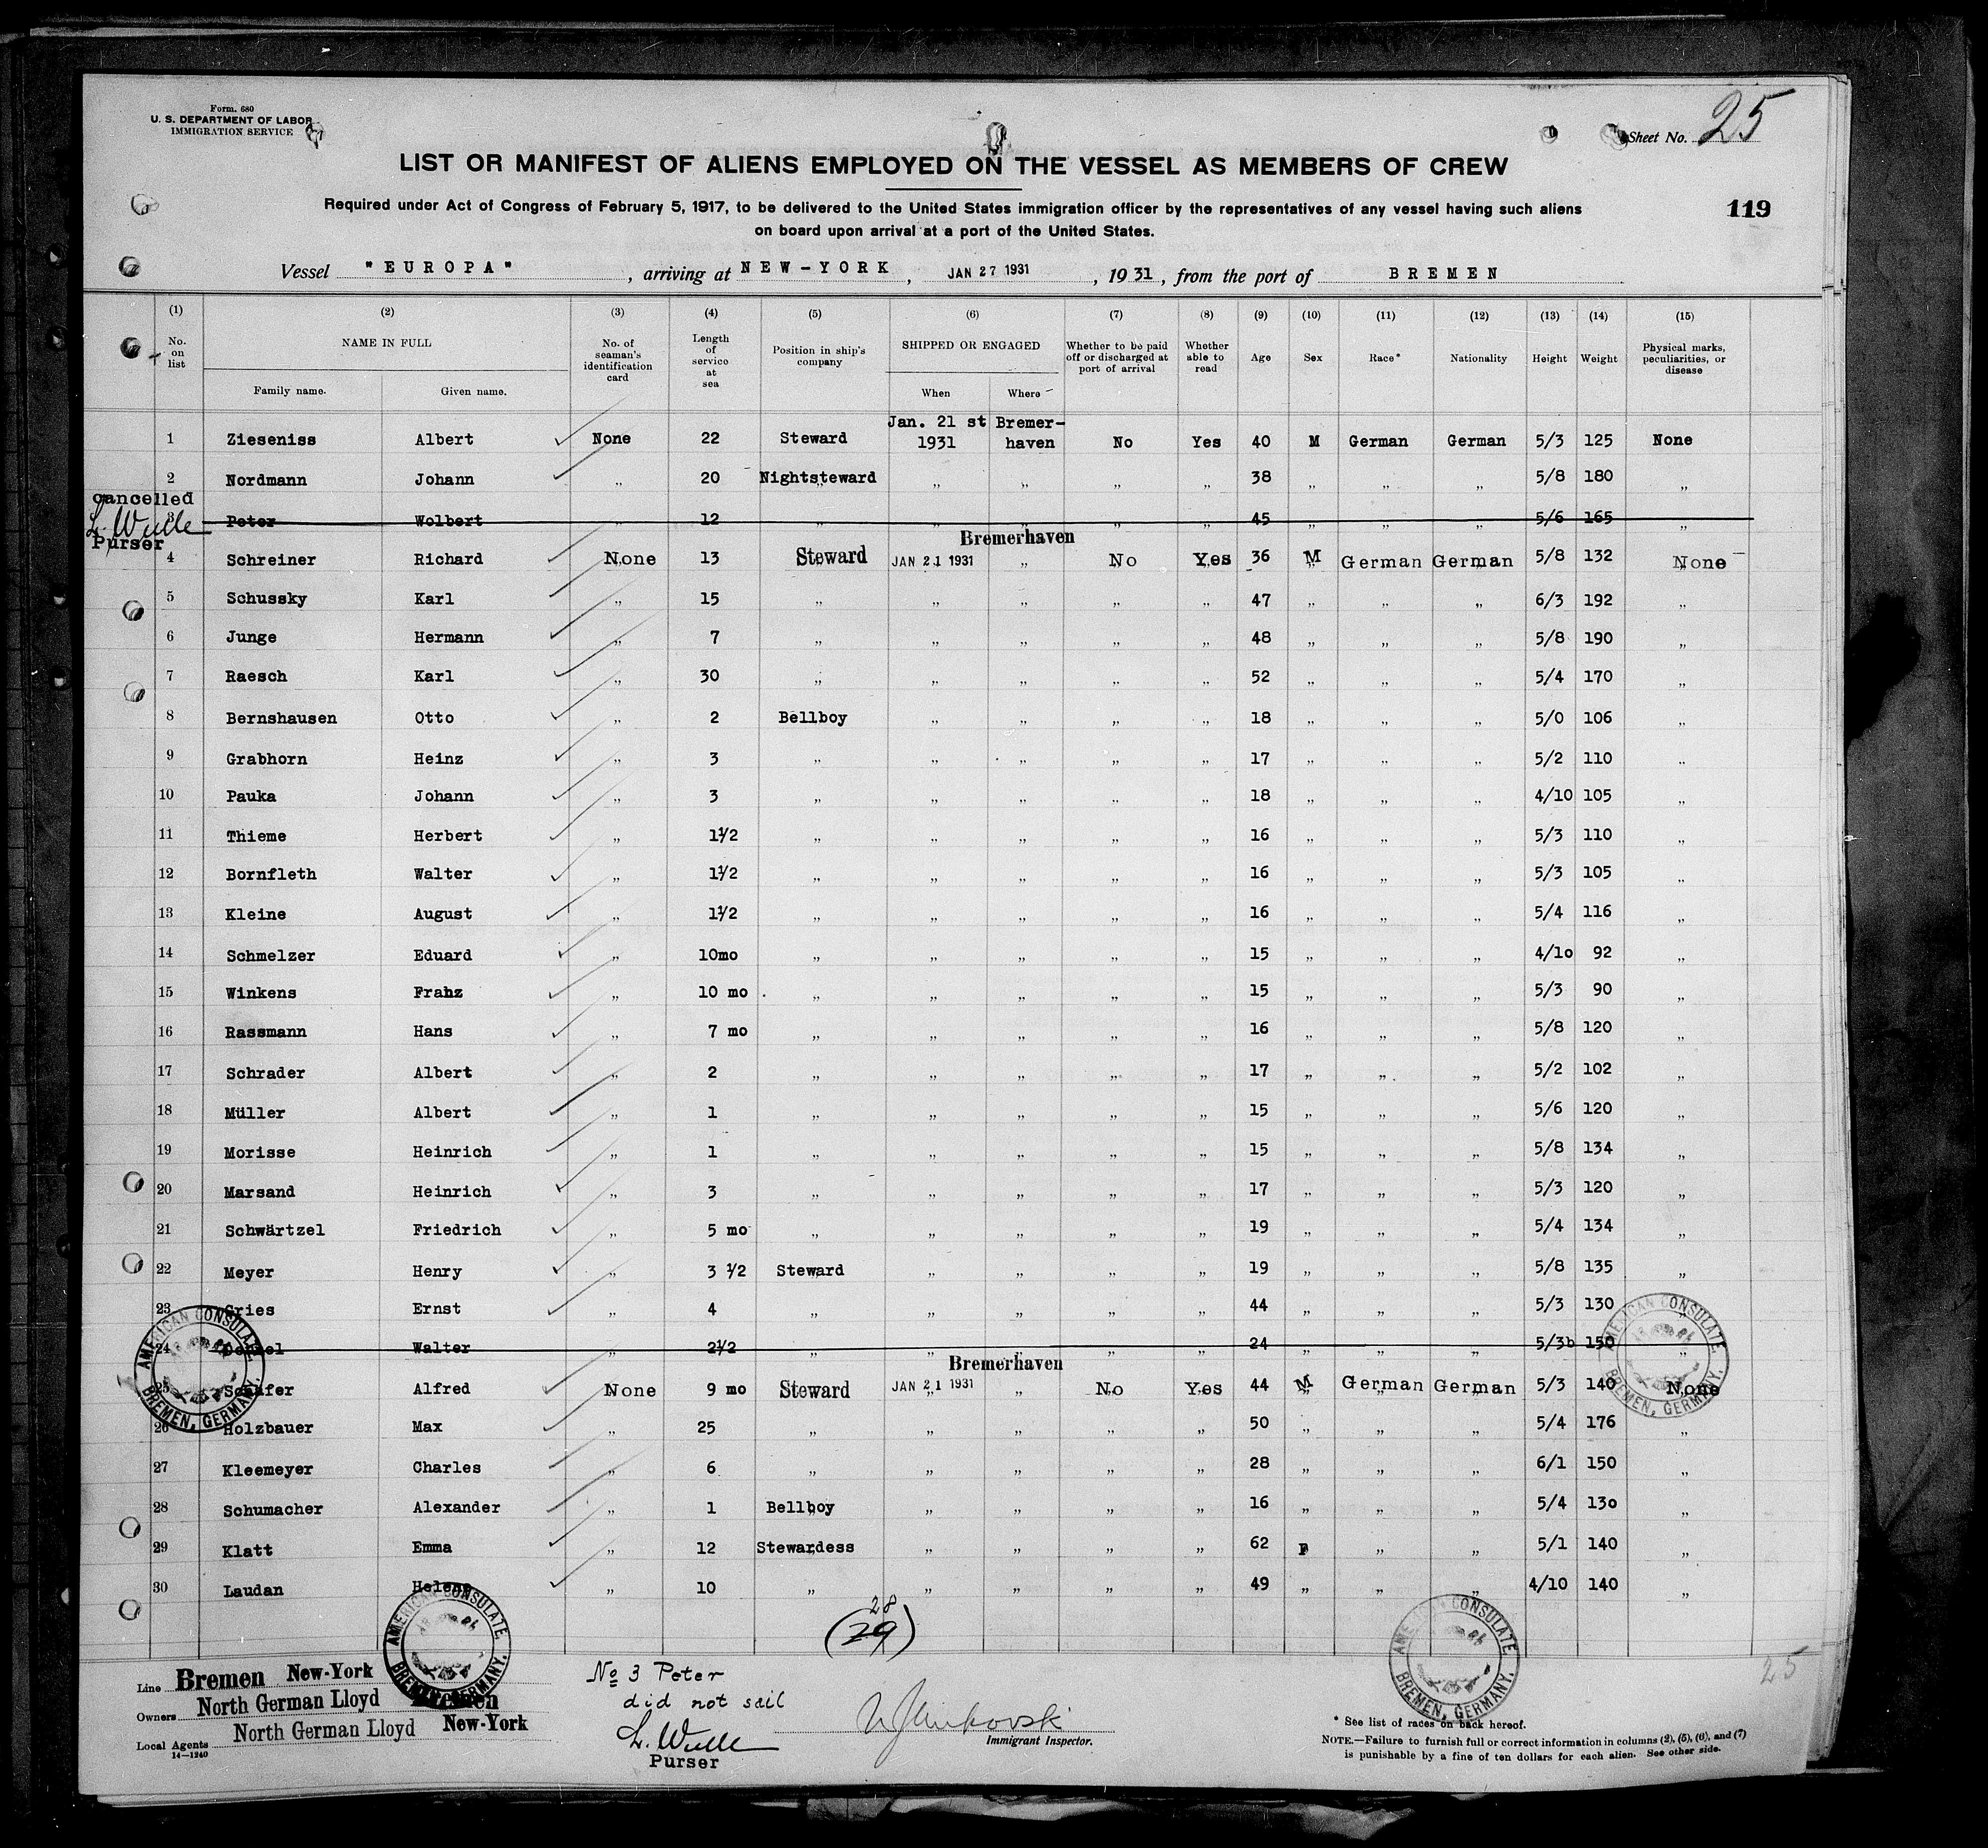 Form. 680
U. S. DEPARTMENT OF LABOR
IMMIGRATION SERVICE
Sheet No. 25
LIST OR MANIFEST OF ALIENS EMPLOYED ON THE VESSEL AS MEMBERS OF CREW
Required under Act of Congress of February 5, 1917, to be delivered to the United States immigration officer by the representatives of any vessel having such aliens
on board upon arrival at a port of the United States.
119
Vessel "EUROPA", arriving at NEW-YORK, JAN 27 1931, 1931, from the port of BREMEN
(1) (2) (3) (4) (5) (6) (7) (8) (9) (10) (11) (12) (13) (14) (15)
No. on list NAME IN FULL No. of seaman's identification card Length of service at sea Position in ship's company SHIPPED OR ENGAGED Whether to be paid off or discharged at port of arrival Whether able to read Age Sex Race* Nationality Height Weight Physical marks, peculiarities, or disease
Family name. Given name. When Where
Jan. 21 st Bremer-
1 Zieseniss Albert None 22 Steward 1931 haven No Yes 40 M German German 5/3 125 None
2 Nordmann Johann " 20 Nightsteward " " " " 38 " " " 5/8 180 "
cancelled
3 Peter Wolbert " 12 " " " " " 45 " " " 5/6 165 "
L. Wulle
Purser
Bremerhaven
4 Schreiner Richard None 13 Steward JAN 21 1931 " No Yes 36 M German German 5/8 132 None
5 Schussky Karl " 15 " " " " " 47 " " " 6/3 192 "
6 Junge Hermann " 7 " " " " " 48 " " " 5/8 190 "
7 Raesch Karl " 30 " " " " " 52 " " " 5/4 170 "
8 Bernshausen Otto " 2 Bellboy " " " " 18 " " " 5/0 106 "
9 Grabhorn Heinz " 3 " " " " " 17 " " " 5/2 110 "
10 Pauka Johann " 3 " " " " " 18 " " " 4/10 105 "
11 Thieme Herbert " 1½ " " " " " 16 " " " 5/3 110 "
12 Bornfleth Walter " 1½ " " " " " 16 " " " 5/3 105 "
13 Kleine August " 1½ " " " " " 16 " " " 5/4 116 "
14 Schmelzer Eduard " 10mo " " " " " 15 " " " 4/10 92 "
15 Winkens Franz " 10 mo " " " " " 15 " " " 5/3 90 "
16 Rassmann Hans " 7 mo " " " " " 16 " " " 5/8 120 "
17 Schrader Albert " 2 " " " " " 17 " " " 5/2 102 "
18 Müller Albert " 1 " " " " " 15 " " " 5/6 120 "
19 Morisse Heinrich " 1 " " " " " 15 " " " 5/8 134 "
20 Marsand Heinrich " 3 " " " " " 17 " " " 5/3 120 "
21 Schwärtzel Friedrich " 5 mo " " " " " 19 " " " 5/4 134 "
22 Meyer Henry " 3 ½ Steward " " " " 19 " " " 5/8 135 "
23 Gries Ernst " 4 " " " " " 44 " " " 5/3 130 "
24 Walter " 2½ " " " " " 24 " " " 5/3b 150 "
Bremerhaven
25 Schäfer Alfred None 9 mo Steward JAN 21 1931 " No Yes 44 M German German 5/3 140 None
26 Holzbauer Max " 25 " " " " " 50 " " " 5/4 176 "
27 Kleemeyer Charles " 6 " " " " " 28 " " " 6/1 150 "
28 Schumacher Alexander " 1 Bellboy " " " " 16 " " " 5/4 130 "
29 Klatt Emma " 12 Stewardess " " " " 62 F " " 5/1 140 "
30 Laudan Helene " 10 " " " " " 49 " " " 4/10 140 "
AMERICAN CONSULATE
BREMEN, GERMANY.
AMERICAN CONSULATE
BREMEN, GERMANY.
AMERICAN CONSULATE
BREMEN, GERMANY.
AMERICAN CONSULATE
BREMEN, GERMANY.
28
(29)
25
Line Bremen New-York
Owners North German Lloyd Bremen
Local Agents North German Lloyd New-York
14-1240
No 3 Peter
did not sail
L. Wulle
Purser
Immigrant Inspector.
* See list of races on back hereof.
NOTE.—Failure to furnish full or correct information in columns (2), (5), (6), and (7)
is punishable by a fine of ten dollars for each alien. See other side.